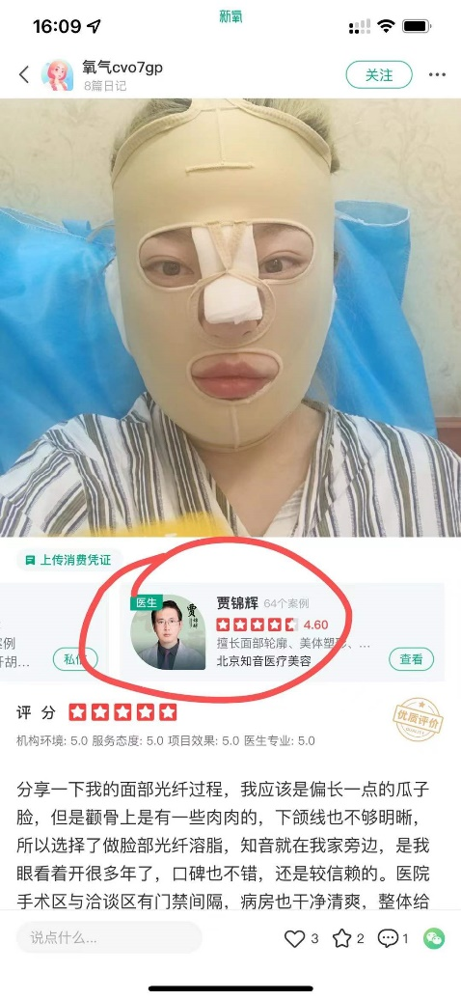 16:09
新氧
氧气cvo7gp
8篇日记
关注
上传消费凭证
案例
开胡...
私信
医生
贾锦辉
贾锦辉 64个案例
4.60
擅长面部轮廓、美体塑形、...
北京知音医疗美容
查看
评 分
优质评价
机构环境: 5.0 服务态度: 5.0 项目效果: 5.0 医生专业: 5.0
分享一下我的面部光纤过程，我应该是偏长一点的瓜子
脸，但是颧骨上是有一些肉肉的，下颌线也不够明晰，
所以选择了做脸部光纤溶脂，知音就在我家旁边，是我
眼看着开很多年了，口碑也不错，还是较信赖的。医院
手术区与洽谈区有门禁间隔，病房也干净清爽，整体给
说点什么...
3
2
1